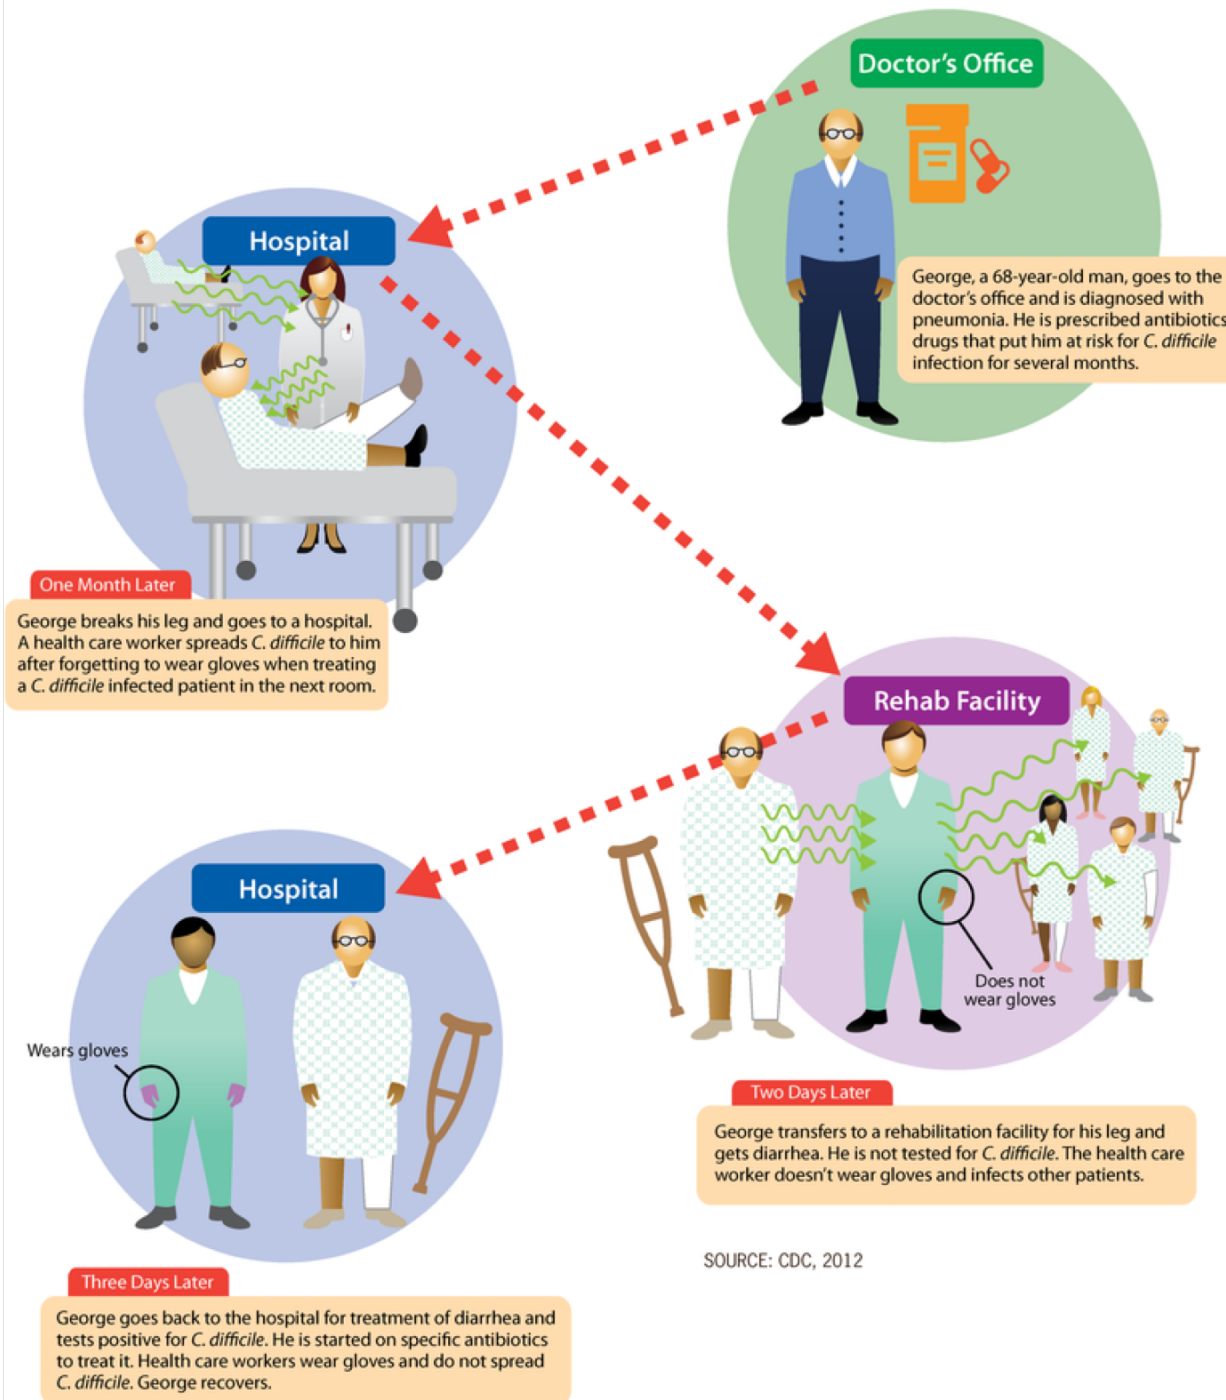 Doctor's Office
George, a 68-year-old man, goes to the
doctor's office and is diagnosed with
pneumonia. He is prescribed antibiotics
drugs that put him at risk for C. difficile
infection for several months.
Hospital
One Month Later
George breaks his leg and goes to a hospital.
A health care worker spreads C. difficile to him
after forgetting to wear gloves when treating
a C. difficile infected patient in the next room.
Rehab Facility
Does not
wear gloves
Two Days Later
George transfers to a rehabilitation facility for his leg and
gets diarrhea. He is not tested for C. difficile. The health care
worker doesn't wear gloves and infects other patients.
Hospital
Wears gloves
Three Days Later
George goes back to the hospital for treatment of diarrhea and
tests positive for C. difficile. He is started on specific antibiotics
to treat it. Health care workers wear gloves and do not spread
C. difficile. George recovers.
SOURCE: CDC, 2012